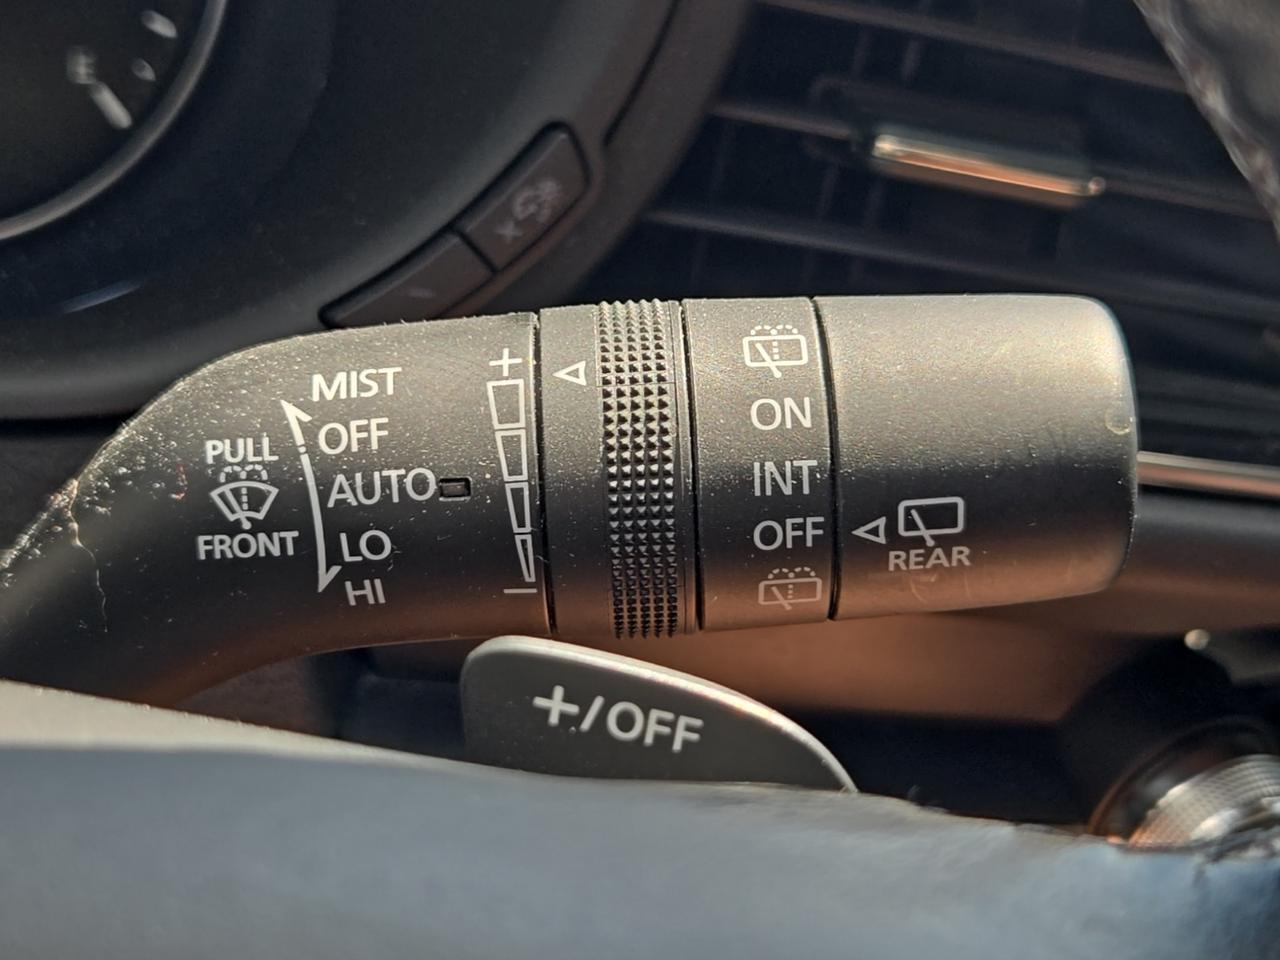 MIST
OFF
AUTO
LO
HI
PULL
FRONT
+
−
ON
INT
OFF
REAR
+/OFF